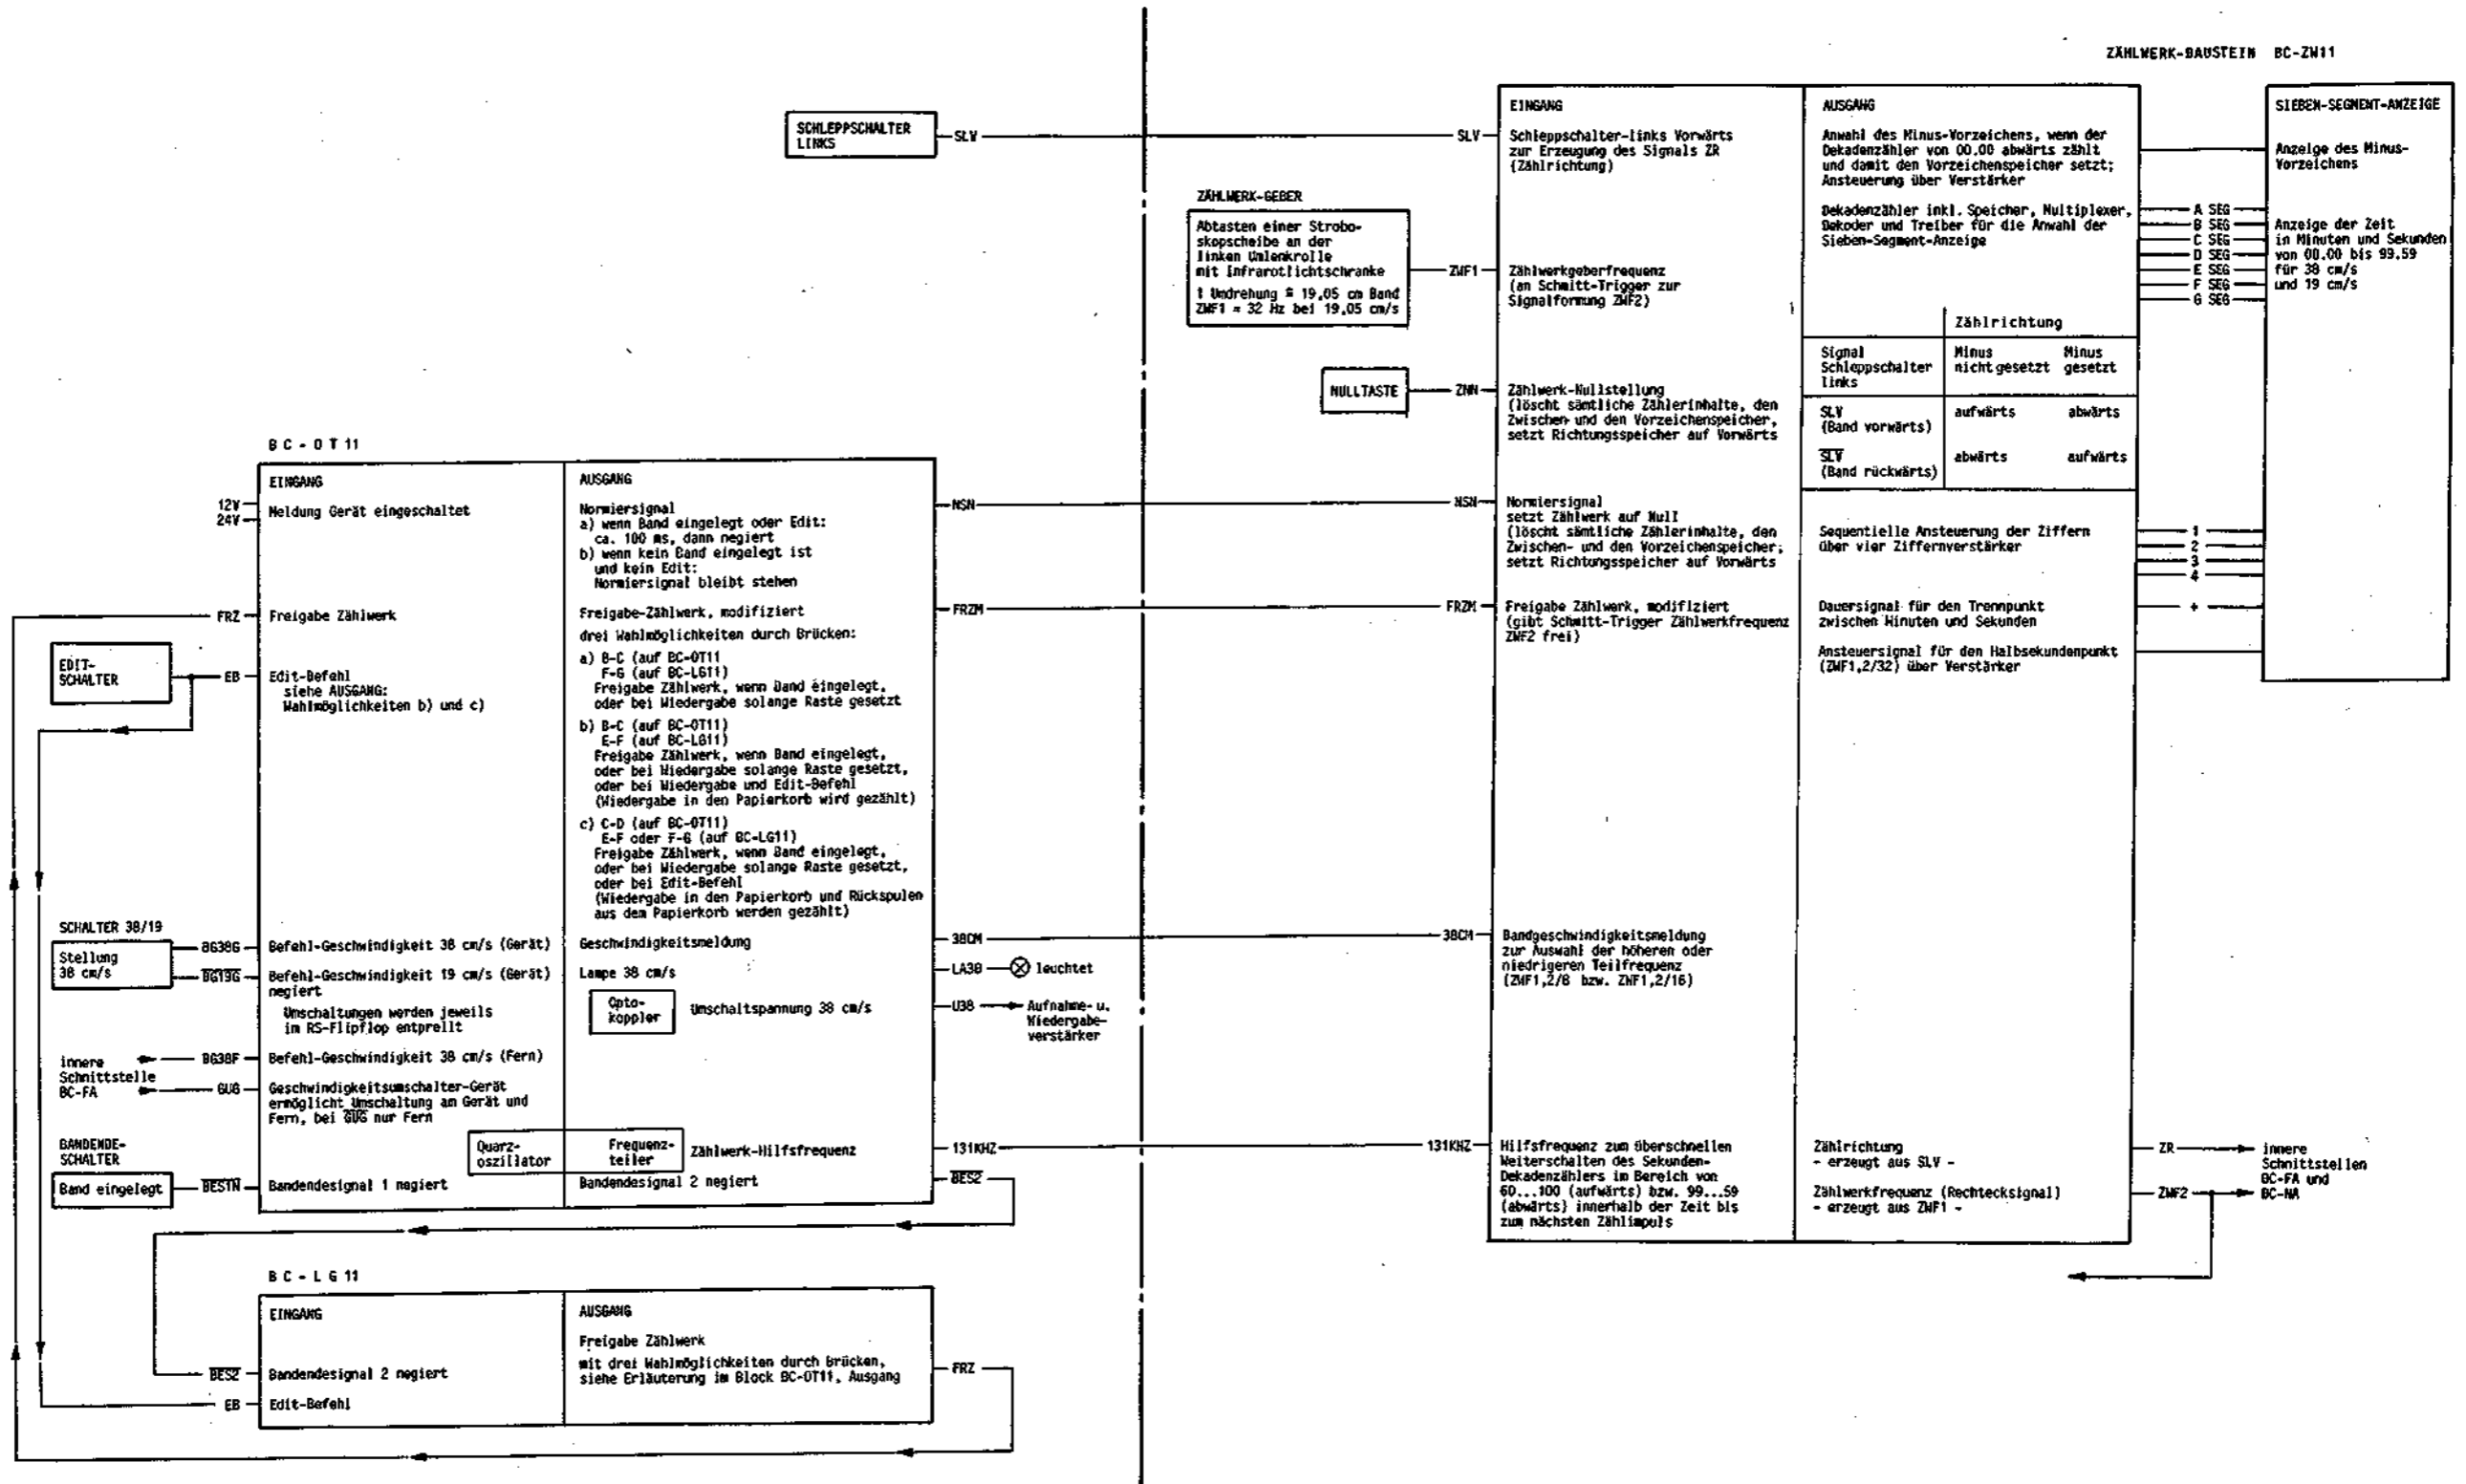 ZÄHLWERK-BAUSTEIN BC-ZW11
SCHLEPPSCHALTER
LINKS
SLV
ZÄHLWERK-GEBER
Abtasten einer Strobo-
skopscheibe an der
linken Umlenkrolle
mit Infrarotlichtschranke
1 Umdrehung ≙ 19,05 cm Band
ZWF1 = 32 Hz bei 19,05 cm/s
NULLTASTE
SLV
ZWF1
ZNN
NSN
FRZM
38CM
131KHZ
EINGANG
Schleppschalter-links Vorwärts
zur Erzeugung des Signals ZR
(Zählrichtung)
Zählwerkgeberfrequenz
(an Schmitt-Trigger zur
Signalformung ZWF2)
Zählwerk-Nullstellung
(löscht sämtliche Zählerinhalte, den
Zwischen- und den Vorzeichenspeicher,
setzt Richtungsspeicher auf Vorwärts
Normiersignal
setzt Zählwerk auf Null
(löscht sämtliche Zählerinhalte, den
Zwischen- und den Vorzeichenspeicher;
setzt Richtungsspeicher auf Vorwärts
Freigabe Zählwerk, modifiziert
(gibt Schmitt-Trigger Zählwerkfrequenz
ZWF2 frei)
Bandgeschwindigkeitsmeldung
zur Auswahl der höheren oder
niedrigeren Teilfrequenz
(ZWF1,2/8 bzw. ZWF1,2/16)
Hilfsfrequenz zum überschnellen
Weiterschalten des Sekunden-
Dekadenzählers im Bereich von
60...100 (aufwärts) bzw. 99...59
(abwärts) innerhalb der Zeit bis
zum nächsten Zählimpuls
AUSGANG
Anwahl des Minus-Vorzeichens, wenn der
Dekadenzähler von 00.00 abwärts zählt
und damit den Vorzeichenspeicher setzt;
Ansteuerung über Verstärker
Dekadenzähler inkl. Speicher, Multiplexer,
Dekoder und Treiber für die Anwahl der
Sieben-Segment-Anzeige
Zählrichtung
Signal Minus Minus
Schleppschalter nicht gesetzt gesetzt
links
SLV aufwärts abwärts
(Band vorwärts)
S̅L̅V̅ abwärts aufwärts
(Band rückwärts)
Sequentielle Ansteuerung der Ziffern
über vier Ziffernverstärker
Dauersignal für den Trennpunkt
zwischen Minuten und Sekunden
Ansteuersignal für den Halbsekundenpunkt
(ZWF1,2/32) über Verstärker
Zählrichtung
- erzeugt aus SLV -
Zählwerkfrequenz (Rechtecksignal)
- erzeugt aus ZWF1 -
A SEG
B SEG
C SEG
D SEG
E SEG
F SEG
G SEG
1
2
3
4
+
ZR
ZWF2
innere
Schnittstellen
BC-FA und
BC-NA
SIEBEN-SEGMENT-ANZEIGE
Anzeige des Minus-
Vorzeichens
Anzeige der Zeit
in Minuten und Sekunden
von 00.00 bis 99.59
für 38 cm/s
und 19 cm/s
BC-OT11
12V
24V
FRZ
EDIT-
SCHALTER
EB
SCHALTER 38/19
Stellung
38 cm/s
BG38G
B̅G̅1̅9̅G̅
innere
Schnittstelle
BC-FA
BG38F
GUG
BANDENDE-
SCHALTER
Band eingelegt
B̅E̅S̅1̅N̅
EINGANG
Meldung Gerät eingeschaltet
Freigabe Zählwerk
Edit-Befehl
siehe AUSGANG:
Wahlmöglichkeiten b) und c)
Befehl-Geschwindigkeit 38 cm/s (Gerät)
Befehl-Geschwindigkeit 19 cm/s (Gerät)
negiert
Umschaltungen werden jeweils
im RS-Flipflop entprellt
Befehl-Geschwindigkeit 38 cm/s (Fern)
Geschwindigkeitsumschalter-Gerät
ermöglicht Umschaltung am Gerät und
Fern, bei G̅U̅G̅ nur Fern
Quarz-
oszillator
Bandendesignal 1 negiert
AUSGANG
Normiersignal
a) wenn Band eingelegt oder Edit:
ca. 100 ms, dann negiert
b) wenn kein Band eingelegt ist
und kein Edit:
Normiersignal bleibt stehen
Freigabe-Zählwerk, modifiziert
drei Wahlmöglichkeiten durch Brücken:
a) B-C (auf BC-OT11
F-G (auf BC-LG11)
Freigabe Zählwerk, wenn Band eingelegt,
oder bei Wiedergabe solange Raste gesetzt
b) B-C (auf BC-OT11)
E-F (auf BC-LG11)
Freigabe Zählwerk, wenn Band eingelegt,
oder bei Wiedergabe solange Raste gesetzt,
oder bei Wiedergabe und Edit-Befehl
(Wiedergabe in den Papierkorb wird gezählt)
c) C-D (auf BC-OT11)
E-F oder F-G (auf BC-LG11)
Freigabe Zählwerk, wenn Band eingelegt,
oder bei Wiedergabe solange Raste gesetzt,
oder bei Edit-Befehl
(Wiedergabe in den Papierkorb und Rückspulen
aus dem Papierkorb werden gezählt)
Geschwindigkeitsmeldung
Lampe 38 cm/s
Opto-
koppler
Umschaltspannung 38 cm/s
Frequenz-
teiler
Zählwerk-Hilfsfrequenz
Bandendesignal 2 negiert
NSN
FRZM
38CM
LA38
leuchtet
U38
Aufnahme- u.
Wiedergabe-
verstärker
131KHZ
B̅E̅S̅2̅
BC-LG11
B̅E̅S̅2̅
EB
EINGANG
Bandendesignal 2 negiert
Edit-Befehl
AUSGANG
Freigabe Zählwerk
mit drei Wahlmöglichkeiten durch Brücken,
siehe Erläuterung im Block BC-OT11, Ausgang
FRZ